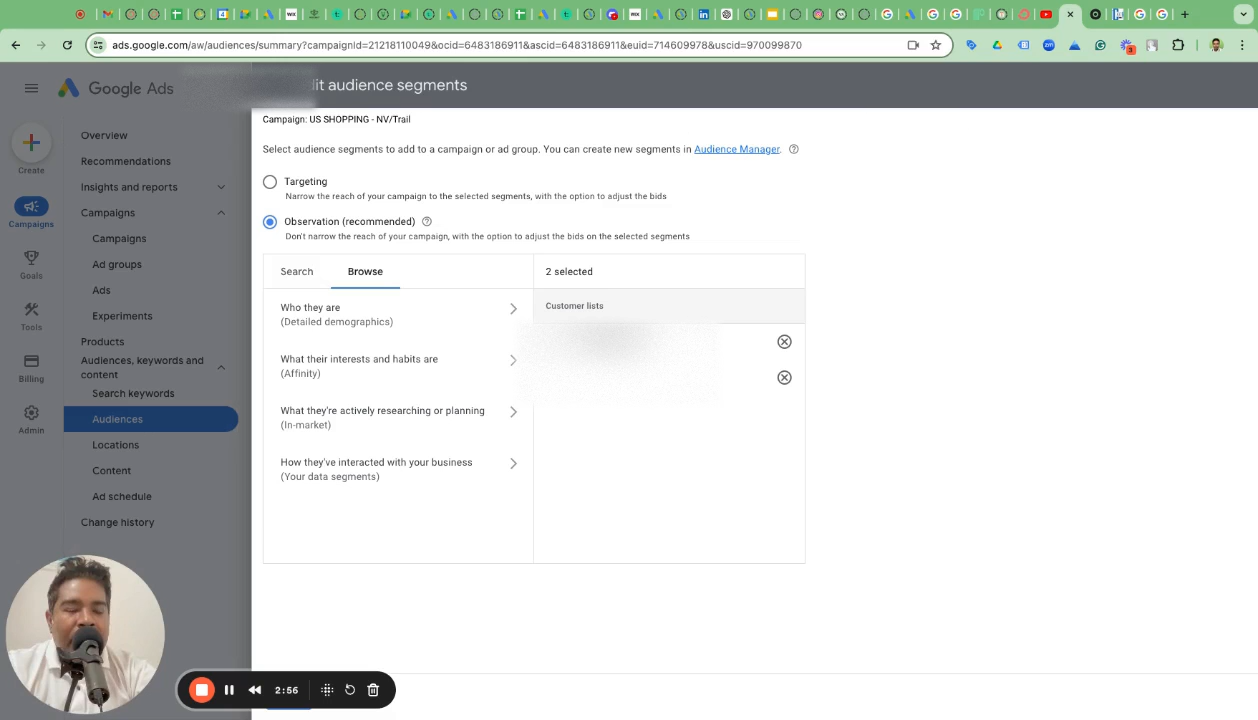 ads.google.com/aw/audiences/summary?campaignId=21218110049&ocid=6483186911&ascid=6483186911&euid=714609978&uscid=970099870
Google Ads
dit audience segments
Create
Campaigns
Goals
Tools
Billing
Admin
Overview
Recommendations
Insights and reports
Campaigns
Campaigns
Ad groups
Ads
Experiments
Products
Audiences, keywords and
content
Search keywords
Audiences
Locations
Content
Ad schedule
Change history
Campaign: US SHOPPING - NV/Trail
Select audience segments to add to a campaign or ad group. You can create new segments in Audience Manager.
Targeting
Narrow the reach of your campaign to the selected segments, with the option to adjust the bids
Observation (recommended)
Don't narrow the reach of your campaign, with the option to adjust the bids on the selected segments
Search
Browse
2 selected
Who they are
(Detailed demographics)
What their interests and habits are
(Affinity)
What they're actively researching or planning
(In-market)
How they've interacted with your business
(Your data segments)
Customer lists
2:56